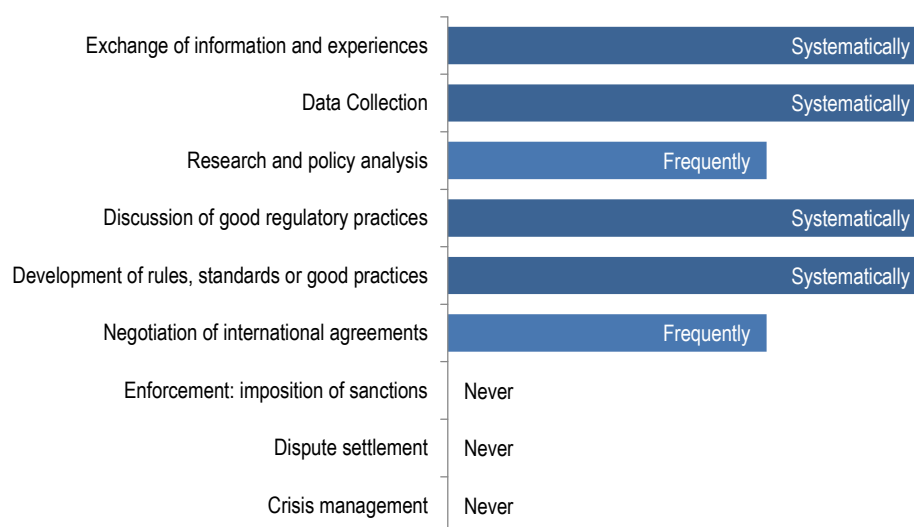 Exchange of information and experiences Systematically
Data Collection Systematically
Research and policy analysis Frequently
Discussion of good regulatory practices Systematically
Development of rules, standards or good practices Systematically
Negotiation of international agreements Frequently
Enforcement: imposition of sanctions Never
Dispute settlement Never
Crisis management Never